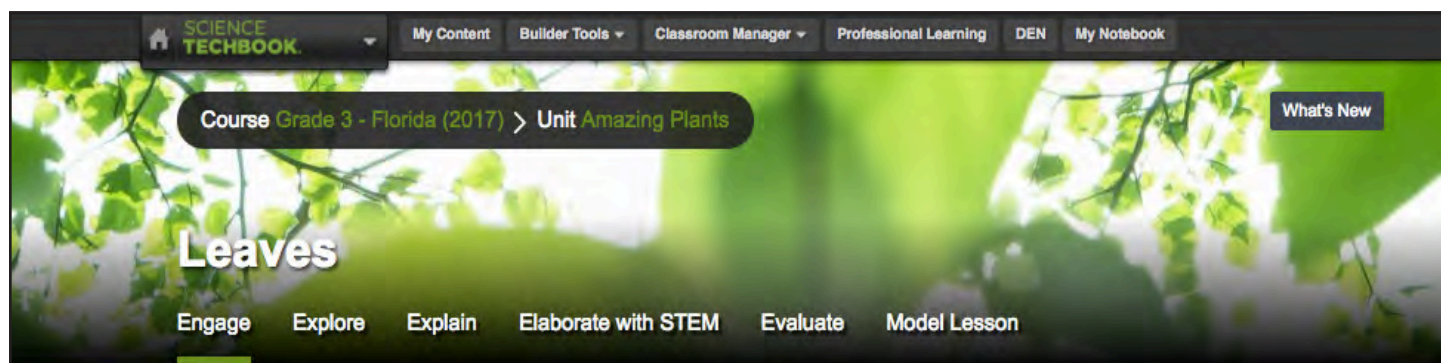 SCIENCE
TECHBOOK.
My Content Builder Tools Classroom Manager Professional Learning DEN My Notebook
Course Grade 3 - Florida (2017) > Unit Amazing Plants
What's New
Leaves
Engage Explore Explain Elaborate with STEM Evaluate Model Lesson